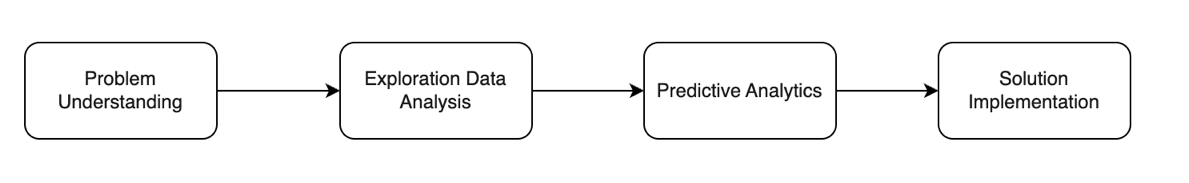 Problem
Understanding
Exploration Data
Analysis
Predictive Analytics
Solution
Implementation